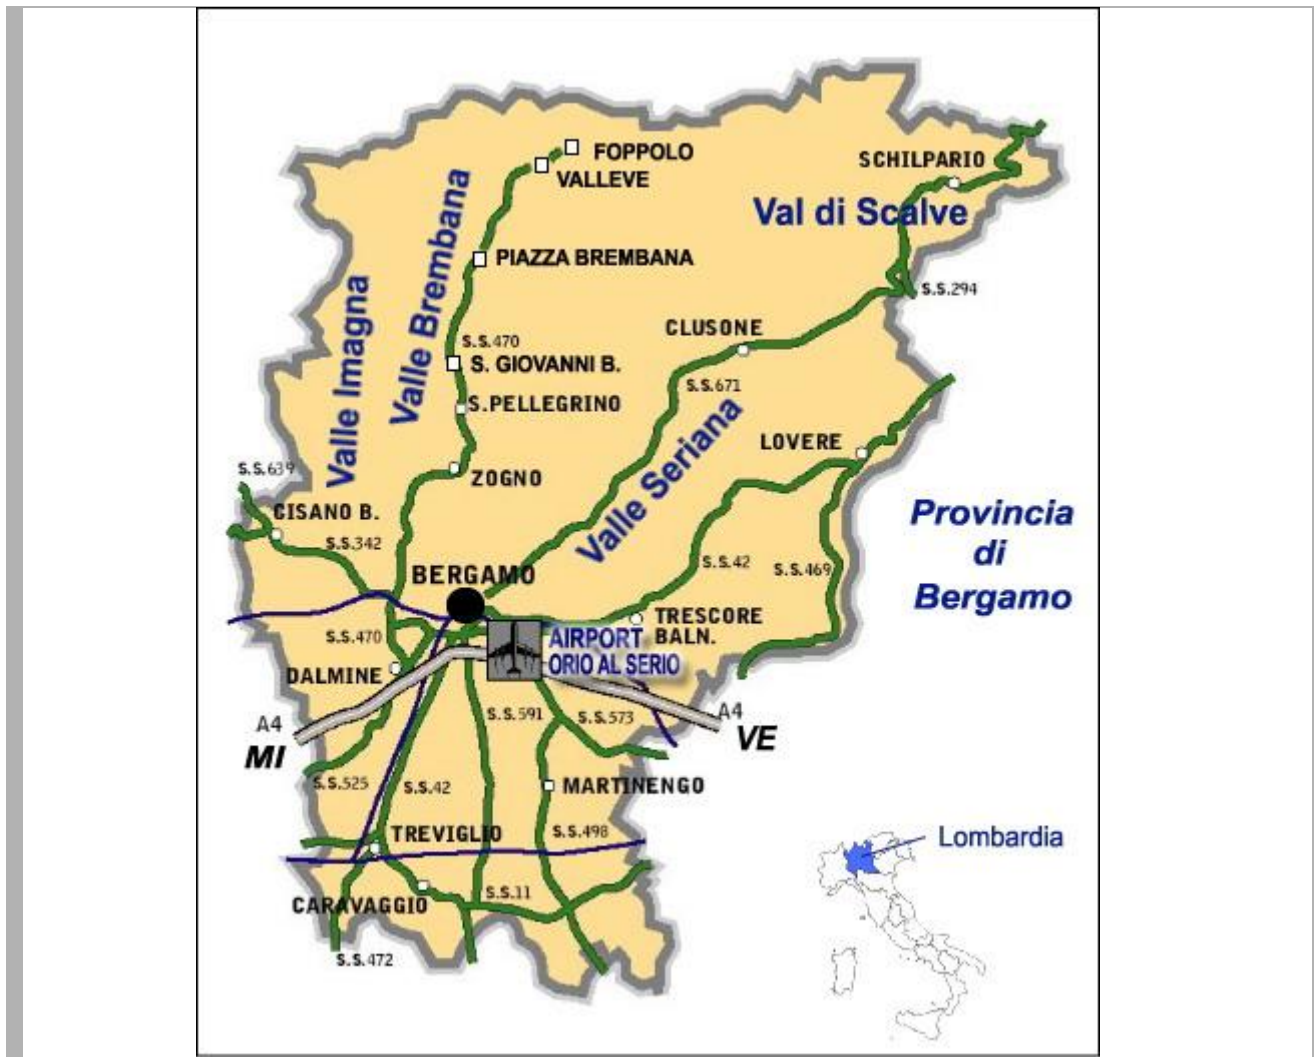 FOPPOLO
VALLEVE
SCHILPARIO
Val di Scalve
Valle Brembana
PIAZZA BREMBANA
Valle Imagna
S.S.294
CLUSONE
S.S.470
S. GIOVANNI B.
S.S.671
S.PELLEGRINO
Valle Seriana
LOVERE
S.S.639
ZOGNO
CISANO B.
Provincia
di
Bergamo
S.S.342
S.S.42
S.S.469
BERGAMO
TRESCORE
BALN.
S.S.470
AIRPORT
ORIO AL SERIO
DALMINE
A4
MI
S.S.591
S.S.573
A4
VE
S.S.525
S.S.42
MARTINENGO
TREVIGLIO
S.S.498
Lombardia
CARAVAGGIO
S.S.11
S.S.472